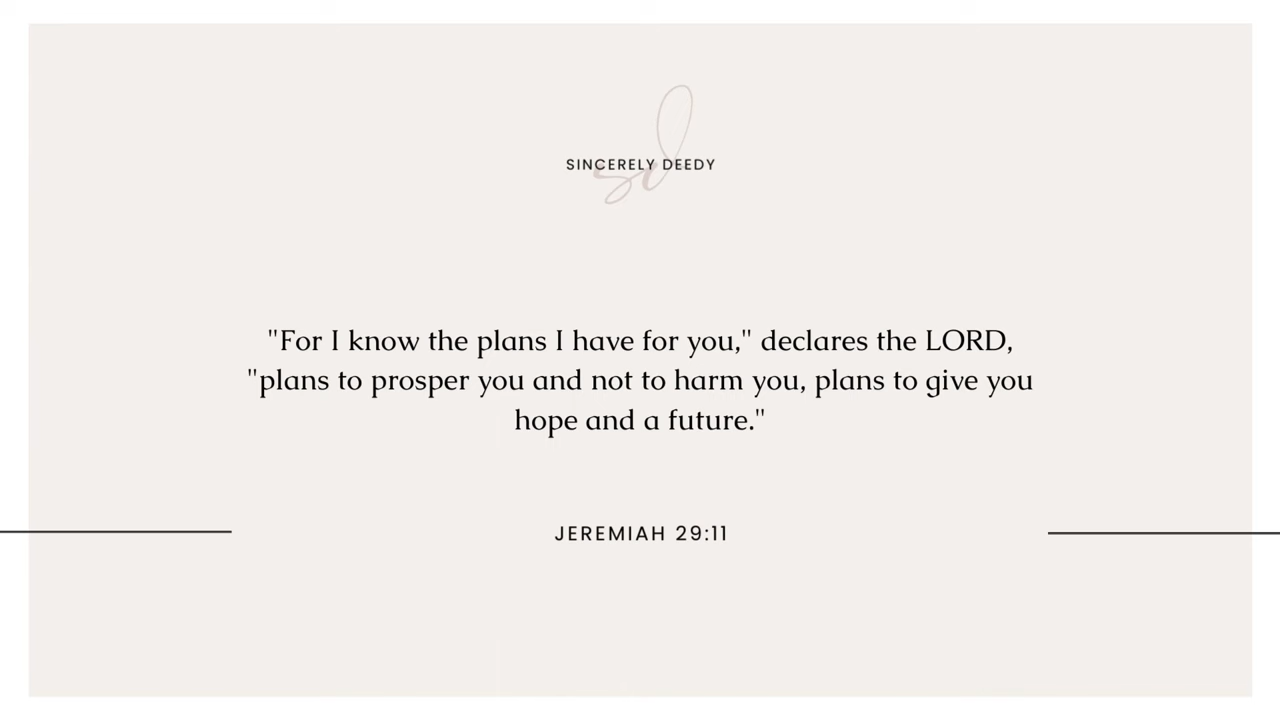 sd
SINCERELY DEEDY
"For I know the plans I have for you," declares the LORD,
"plans to prosper you and not to harm you, plans to give you
hope and a future."
JEREMIAH 29:11